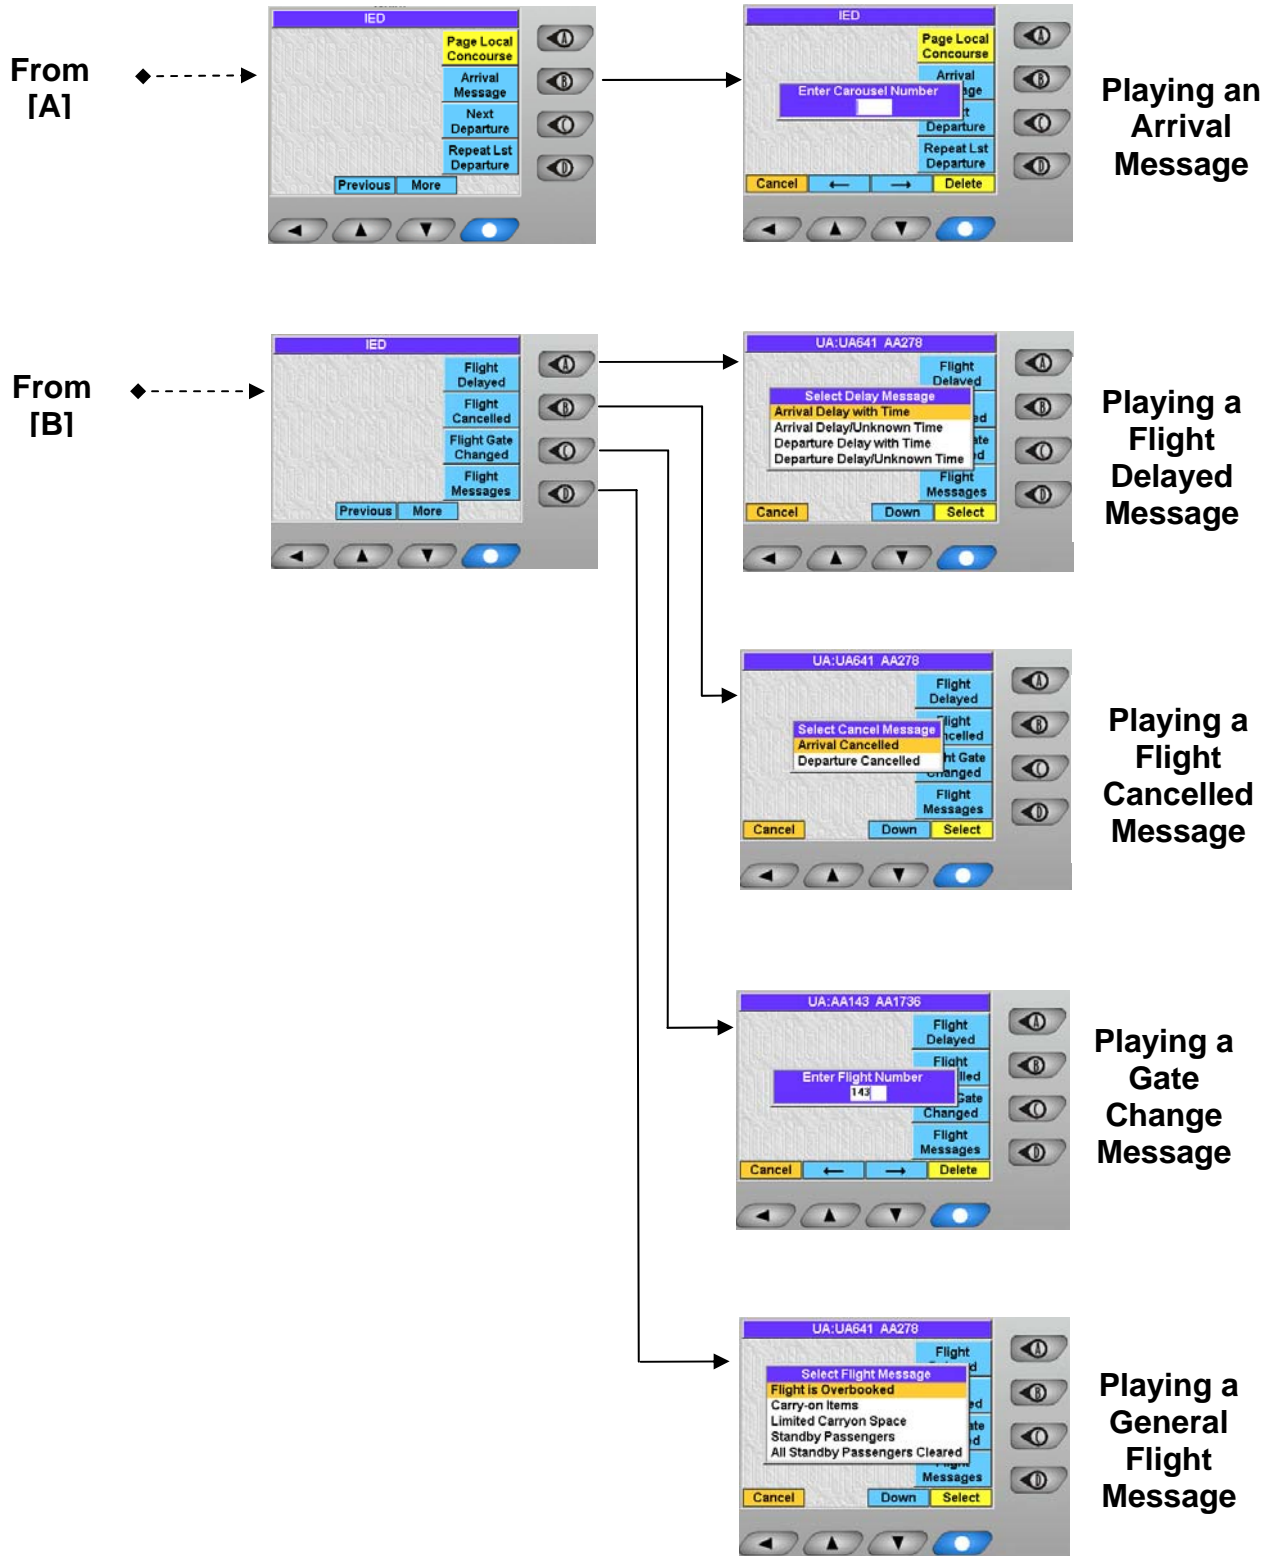 From
[A]
IED
Page Local
Concourse
Arrival
Message
Next
Departure
Repeat Lst
Departure
Previous More
A
B
C
D
IED
Page Local
Concourse
Arrival
Enter Carousel Number
Departure
Repeat Lst
Departure
Cancel ← → Delete
A
B
C
D
Playing an
Arrival
Message
From
[B]
IED
Flight
Delayed
Flight
Cancelled
Flight Gate
Changed
Flight
Messages
Previous More
A
B
C
D
UA:UA641 AA278
Flight
Delayed
Select Delay Message
Arrival Delay with Time
Arrival Delay/Unknown Time
Departure Delay with Time
Departure Delay/Unknown Time
Flight
Messages
Cancel Down Select
A
B
C
D
Playing a
Flight
Delayed
Message
UA:UA641 AA278
Flight
Delayed
Select Cancel Message
Arrival Cancelled
Departure Cancelled
Gate
Changed
Flight
Messages
Cancel Down Select
A
B
C
D
Playing a
Flight
Cancelled
Message
UA:AA143 AA1736
Flight
Delayed
Flight
Enter Flight Number
143
Gate
Changed
Flight
Messages
Cancel ← → Delete
A
B
C
D
Playing a
Gate
Change
Message
UA:UA641 AA278
Flight
Select Flight Message
Flight is Overbooked
Carry-on Items
Limited Carryon Space
Standby Passengers
All Standby Passengers Cleared
Messages
Cancel Down Select
A
B
C
D
Playing a
General
Flight
Message